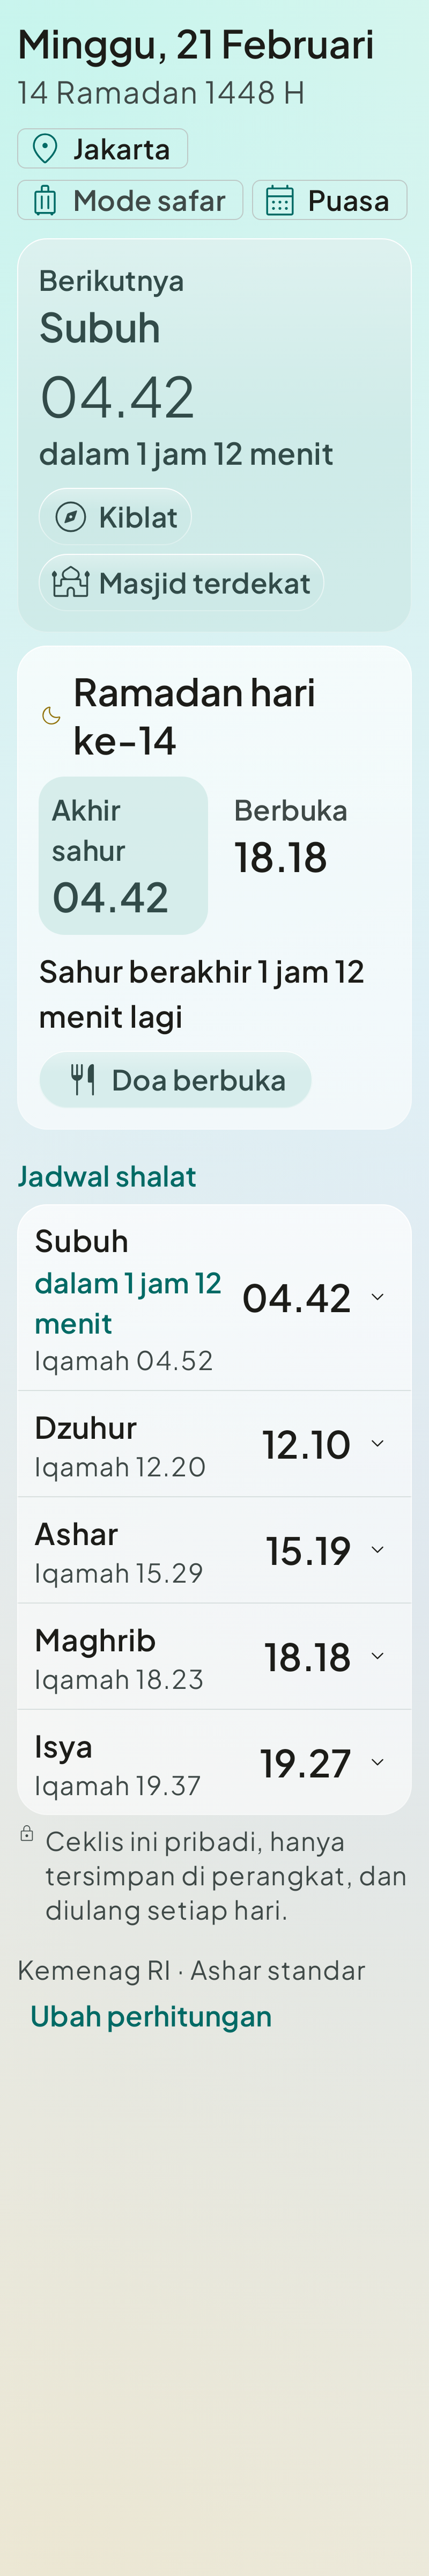 Minggu, 21 Februari
14 Ramadan 1448 H
Jakarta
Mode safar
Puasa
Berikutnya
Subuh
04.42
dalam 1 jam 12 menit
Kiblat
Masjid terdekat
Ramadan hari
ke-14
Akhir
sahur
04.42
Berbuka
18.18
Sahur berakhir 1 jam 12
menit lagi
Doa berbuka
Jadwal shalat
Subuh
dalam 1 jam 12
menit
Iqamah 04.52
04.42
Dzuhur
Iqamah 12.20
12.10
Ashar
Iqamah 15.29
15.19
Maghrib
Iqamah 18.23
18.18
Isya
Iqamah 19.37
19.27
Ceklis ini pribadi, hanya
tersimpan di perangkat, dan
diulang setiap hari.
Kemenag RI · Ashar standar
Ubah perhitungan